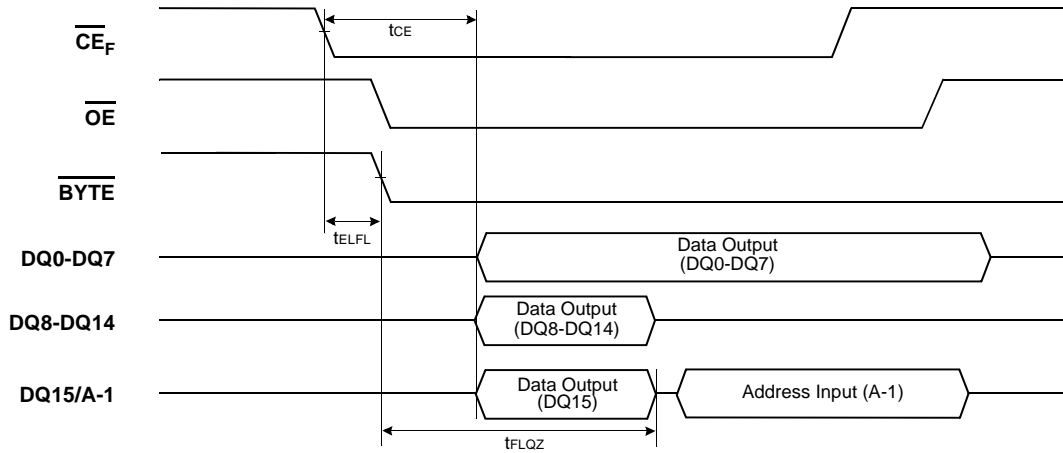 tCE
CEF
OE
BYTE
tELFL
DQ0-DQ7
Data Output
(DQ0-DQ7)
DQ8-DQ14
Data Output
(DQ8-DQ14)
DQ15/A-1
Data Output
(DQ15)
Address Input (A-1)
tFLQZ